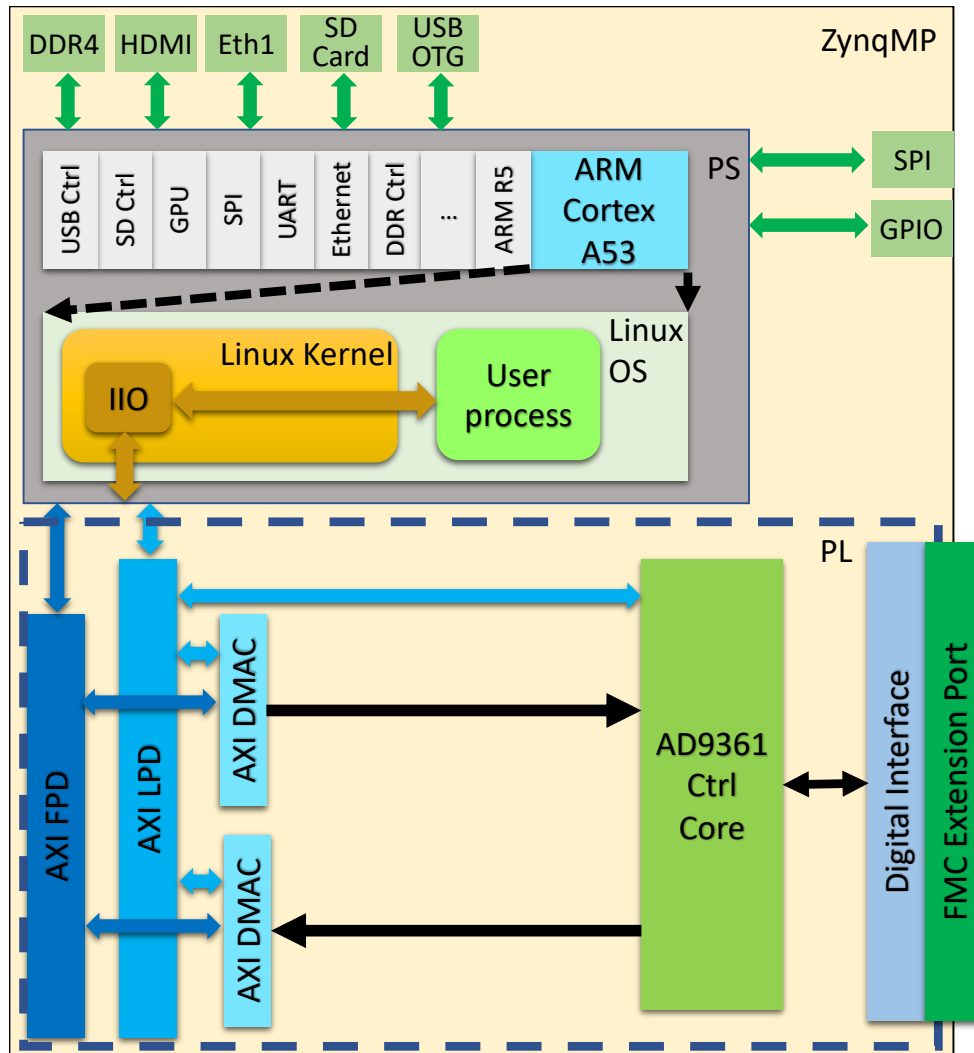 DDR4
HDMI
Eth1
SD
Card
USB
OTG
ZynqMP
USB Ctrl
SD Ctrl
GPU
SPI
UART
Ethernet
DDR Ctrl
...
ARM R5
ARM
Cortex
A53
PS
SPI
GPIO
Linux Kernel
IIO
User
process
Linux
OS
PL
AXI FPD
AXI LPD
AXI DMAC
AXI DMAC
AD9361
Ctrl
Core
Digital Interface
FMC Extension Port